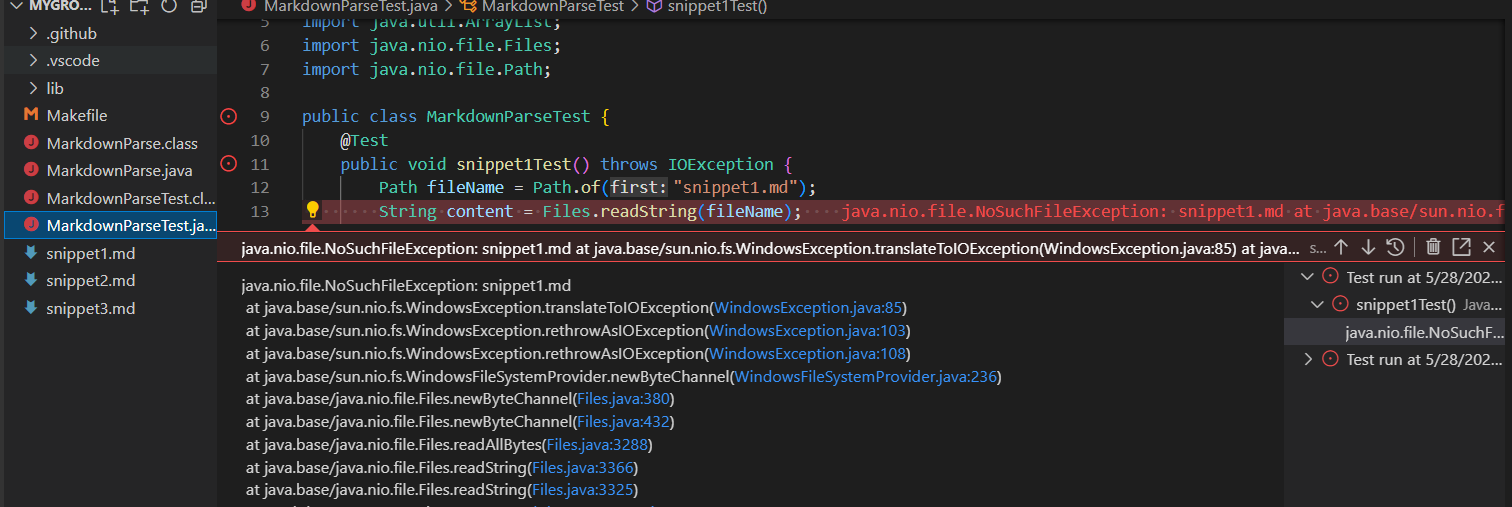 MYGRO...
.github
.vscode
lib
Makefile
MarkdownParse.class
MarkdownParse.java
MarkdownParseTest.cl...
MarkdownParseTest.ja...
snippet1.md
snippet2.md
snippet3.md
MarkdownParseTest.java > MarkdownParseTest > snippet1Test()
5 import java.util.ArrayList;
6 import java.nio.file.Files;
7 import java.nio.file.Path;
8
9 public class MarkdownParseTest {
10 @Test
11 public void snippet1Test() throws IOException {
12 Path fileName = Path.of(first: "snippet1.md");
13 String content = Files.readString(fileName); java.nio.file.NoSuchFileException: snippet1.md at java.base/sun.nio.f
java.nio.file.NoSuchFileException: snippet1.md at java.base/sun.nio.fs.WindowsException.translateToIOException(WindowsException.java:85) at java... s...
java.nio.file.NoSuchFileException: snippet1.md
at java.base/sun.nio.fs.WindowsException.translateToIOException(WindowsException.java:85)
at java.base/sun.nio.fs.WindowsException.rethrowAsIOException(WindowsException.java:103)
at java.base/sun.nio.fs.WindowsException.rethrowAsIOException(WindowsException.java:108)
at java.base/sun.nio.fs.WindowsFileSystemProvider.newByteChannel(WindowsFileSystemProvider.java:236)
at java.base/java.nio.file.Files.newByteChannel(Files.java:380)
at java.base/java.nio.file.Files.newByteChannel(Files.java:432)
at java.base/java.nio.file.Files.readAllBytes(Files.java:3288)
at java.base/java.nio.file.Files.readString(Files.java:3366)
at java.base/java.nio.file.Files.readString(Files.java:3325)
Test run at 5/28/202...
snippet1Test() Java...
java.nio.file.NoSuchF...
Test run at 5/28/202...